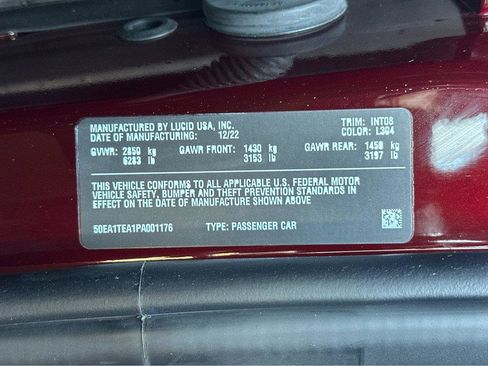 MANUFACTURED BY LUCID USA, INC. TRIM: INT08
DATE OF MANUFACTURING: 12/22 COLOR: L304
GVWR: 2850 kg GAWR FRONT: 1430 kg GAWR REAR: 1450 kg
6283 lb 3153 lb 3197 lb
THIS VEHICLE CONFORMS TO ALL APPLICABLE U.S. FEDERAL MOTOR
VEHICLE SAFETY, BUMPER AND THEFT PREVENTION STANDARDS IN
EFFECT ON THE DATE OF MANUFACTURE SHOWN ABOVE
50EA1TEA1PA001176 TYPE: PASSENGER CAR